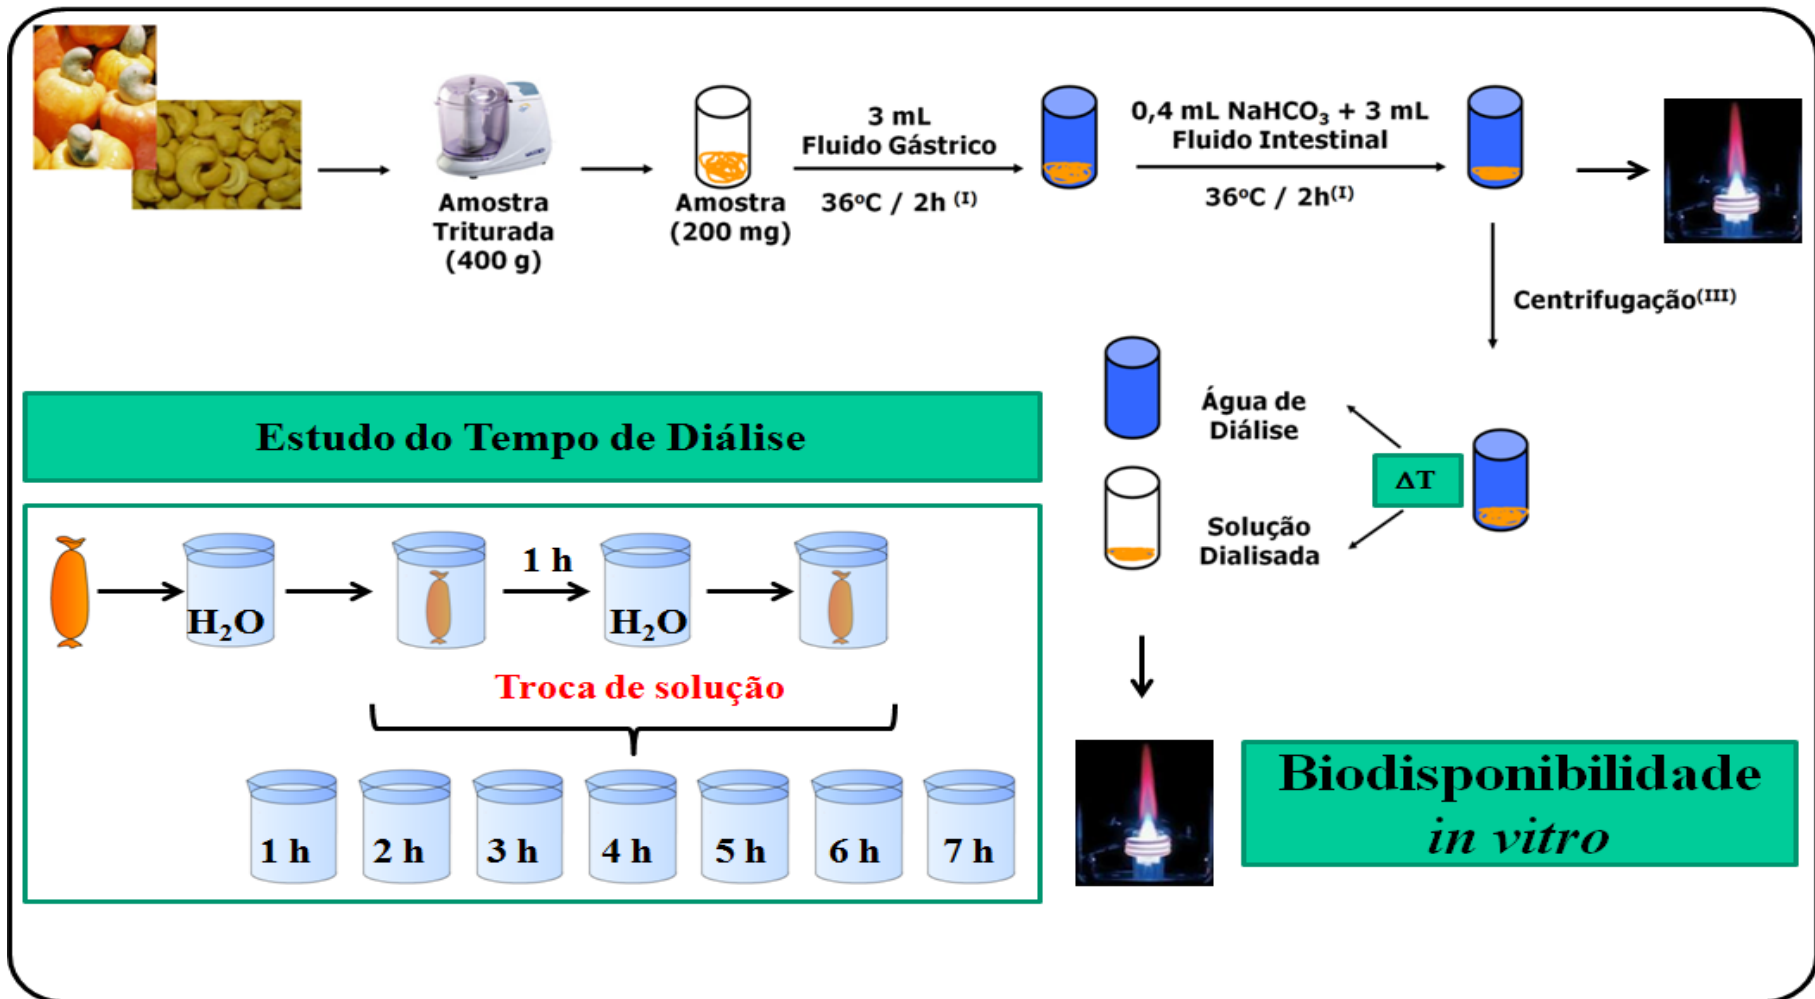 Amostra
Triturada
(400 g)
Amostra
(200 mg)
3 mL
Fluido Gástrico
36ºC / 2h (I)
0,4 mL NaHCO3 + 3 mL
Fluido Intestinal
36ºC / 2h(I)
Centrifugação(III)
Água de
Diálise
ΔT
Solução
Dialisada
Estudo do Tempo de Diálise
H2O
1 h
H2O
Troca de solução
1 h
2 h
3 h
4 h
5 h
6 h
7 h
Biodisponibilidade
in vitro